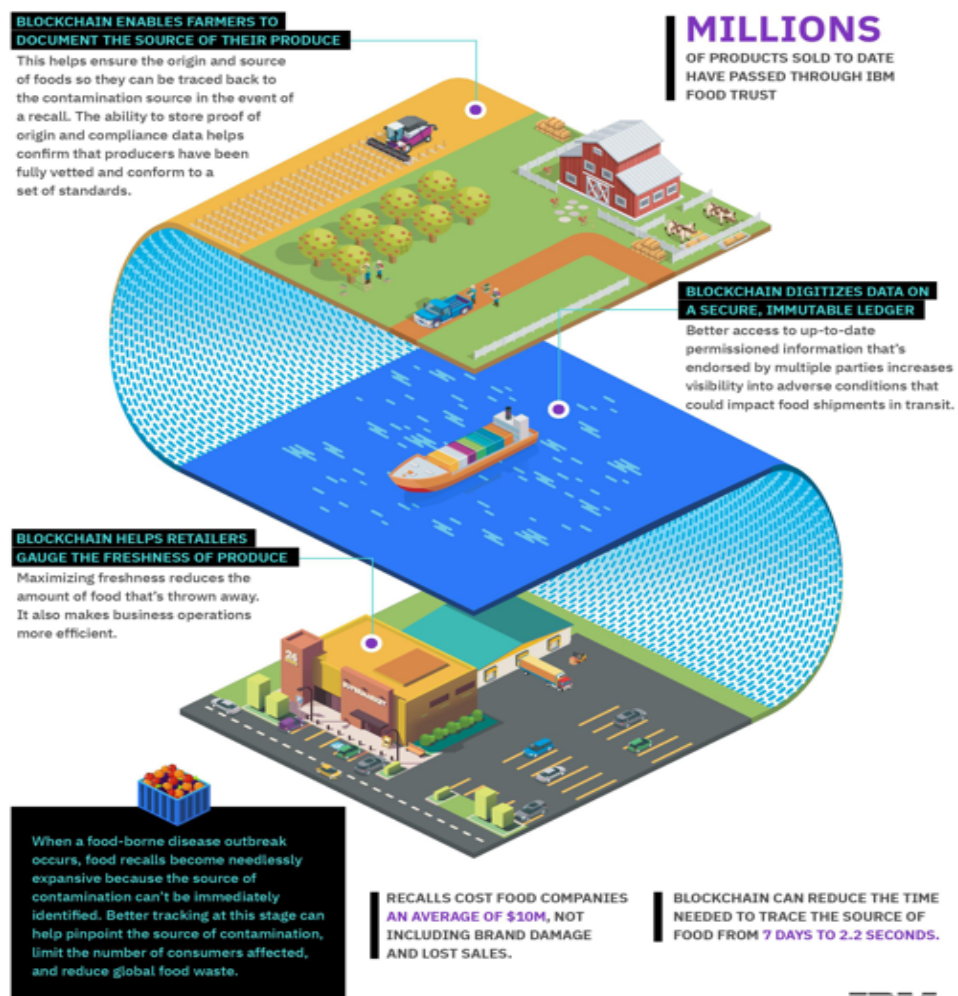 BLOCKCHAIN ENABLES FARMERS TO
DOCUMENT THE SOURCE OF THEIR PRODUCE
This helps ensure the origin and source
of foods so they can be traced back to
the contamination source in the event of
a recall. The ability to store proof of
origin and compliance data helps
confirm that producers have been
fully vetted and conform to a
set of standards.
MILLIONS
OF PRODUCTS SOLD TO DATE
HAVE PASSED THROUGH IBM
FOOD TRUST
BLOCKCHAIN DIGITIZES DATA ON
A SECURE, IMMUTABLE LEDGER
Better access to up-to-date
permissioned information that's
endorsed by multiple parties increases
visibility into adverse conditions that
could impact food shipments in transit.
BLOCKCHAIN HELPS RETAILERS
GAUGE THE FRESHNESS OF PRODUCE
Maximizing freshness reduces the
amount of food that's thrown away.
It also makes business operations
more efficient.
SUPERMARKET
When a food-borne disease outbreak
occurs, food recalls become needlessly
expansive because the source of
contamination can't be immediately
identified. Better tracking at this stage can
help pinpoint the source of contamination,
limit the number of consumers affected,
and reduce global food waste.
RECALLS COST FOOD COMPANIES
AN AVERAGE OF $10M, NOT
INCLUDING BRAND DAMAGE
AND LOST SALES.
BLOCKCHAIN CAN REDUCE THE TIME
NEEDED TO TRACE THE SOURCE OF
FOOD FROM 7 DAYS TO 2.2 SECONDS.